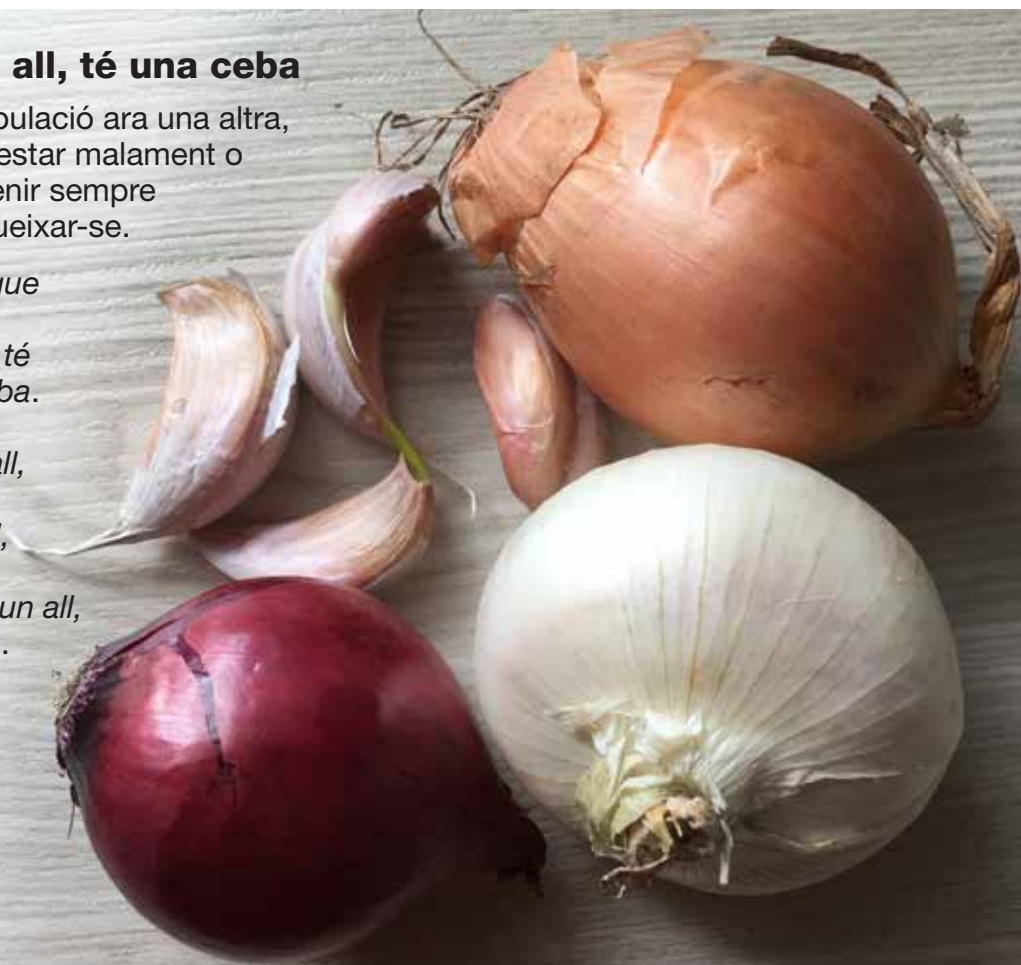 all, té una ceba
pulació ara una altra,
estar malament o
enir sempre
ueixar-se.
que
té
ba.
all,
l,
un all,
.